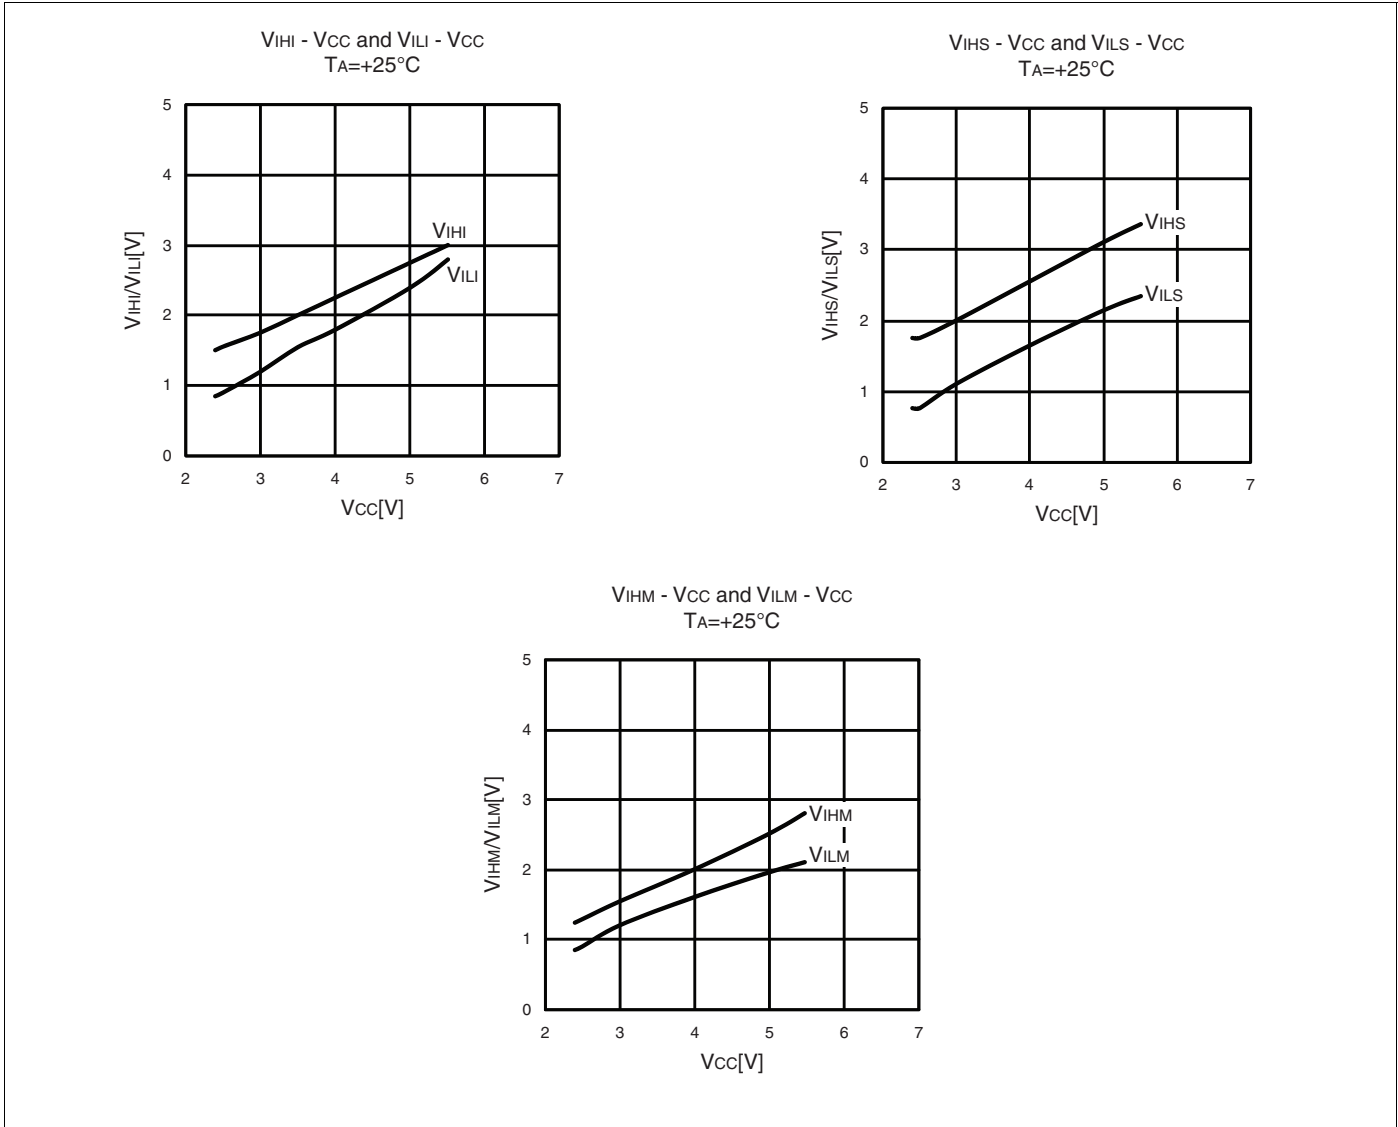 VIHI - VCC and VILI - VCC
TA=+25°C
5
4
3
2
1
0
VIHI/VILI[V]
VIHI
VILI
2 3 4 5 6 7
VCC[V]
VIHS - VCC and VILS - VCC
TA=+25°C
5
4
3
2
1
0
VIHS/VILS[V]
VIHS
VILS
2 3 4 5 6 7
VCC[V]
VIHM - VCC and VILM - VCC
TA=+25°C
5
4
3
2
1
0
VIHM/VILM[V]
VIHM
VILM
2 3 4 5 6 7
VCC[V]